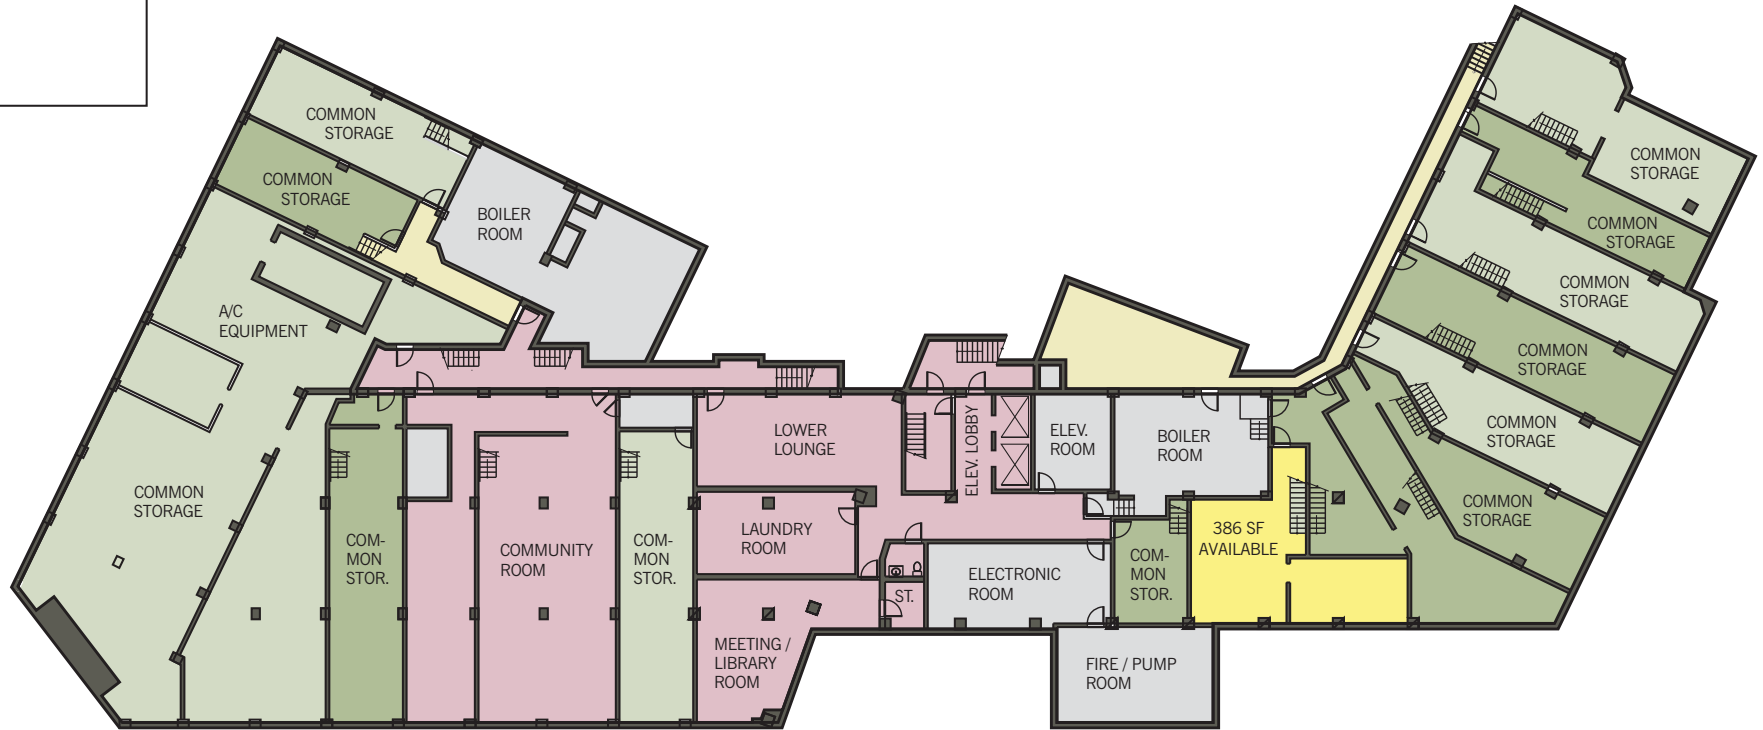 COMMON
STORAGE
COMMON
STORAGE
BOILER
ROOM
A/C
EQUIPMENT
COMMON
STORAGE
COM-
MON
STOR.
COMMUNITY
ROOM
COM-
MON
STOR.
LOWER
LOUNGE
LAUNDRY
ROOM
MEETING /
LIBRARY
ROOM
ST.
ELEV. LOBBY
ELEV.
ROOM
BOILER
ROOM
ELECTRONIC
ROOM
COM-
MON
STOR.
386 SF
AVAILABLE
FIRE / PUMP
ROOM
COMMON
STORAGE
COMMON
STORAGE
COMMON
STORAGE
COMMON
STORAGE
COMMON
STORAGE
COMMON
STORAGE